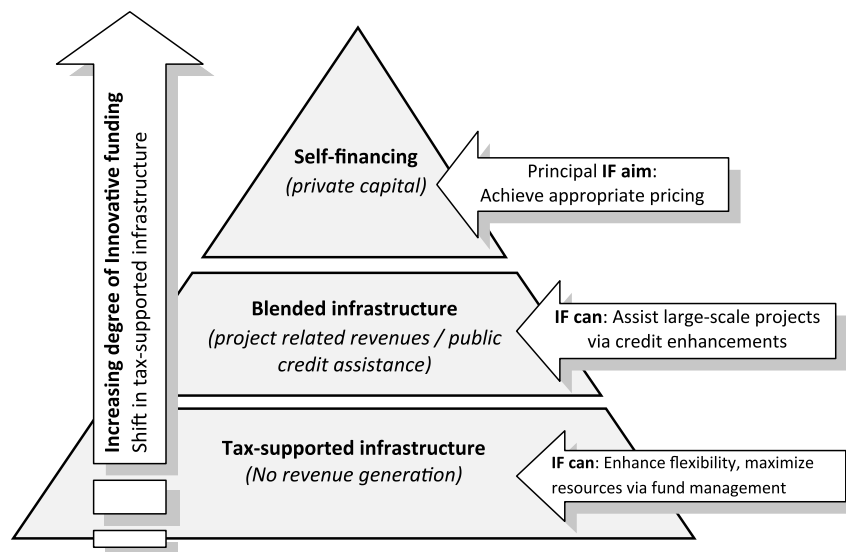 Increasing degree of Innovative funding
Shift in tax-supported infrastructure
Self-financing
(private capital)
Principal IF aim:
Achieve appropriate pricing
Blended infrastructure
(project related revenues / public
credit assistance)
IF can: Assist large-scale projects
via credit enhancements
Tax-supported infrastructure
(No revenue generation)
IF can: Enhance flexibility, maximize
resources via fund management